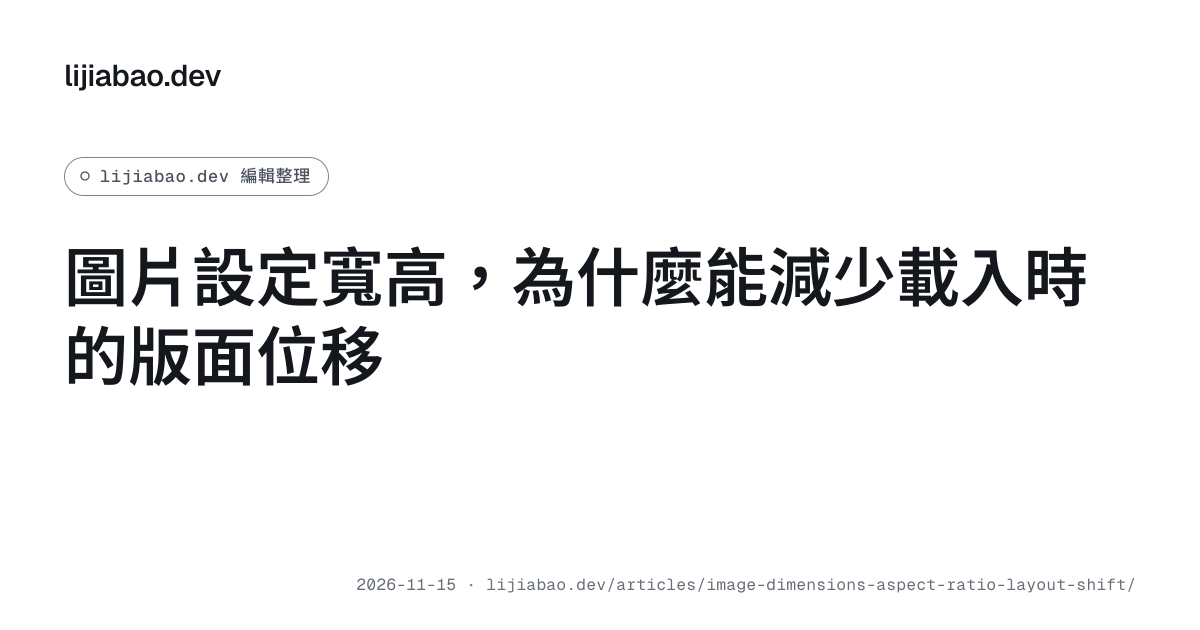 lijiabao.dev
lijiabao.dev 編輯整理
圖片設定寬高，為什麼能減少載入時
的版面位移
2026-11-15 · lijiabao.dev/articles/image-dimensions-aspect-ratio-layout-shift/